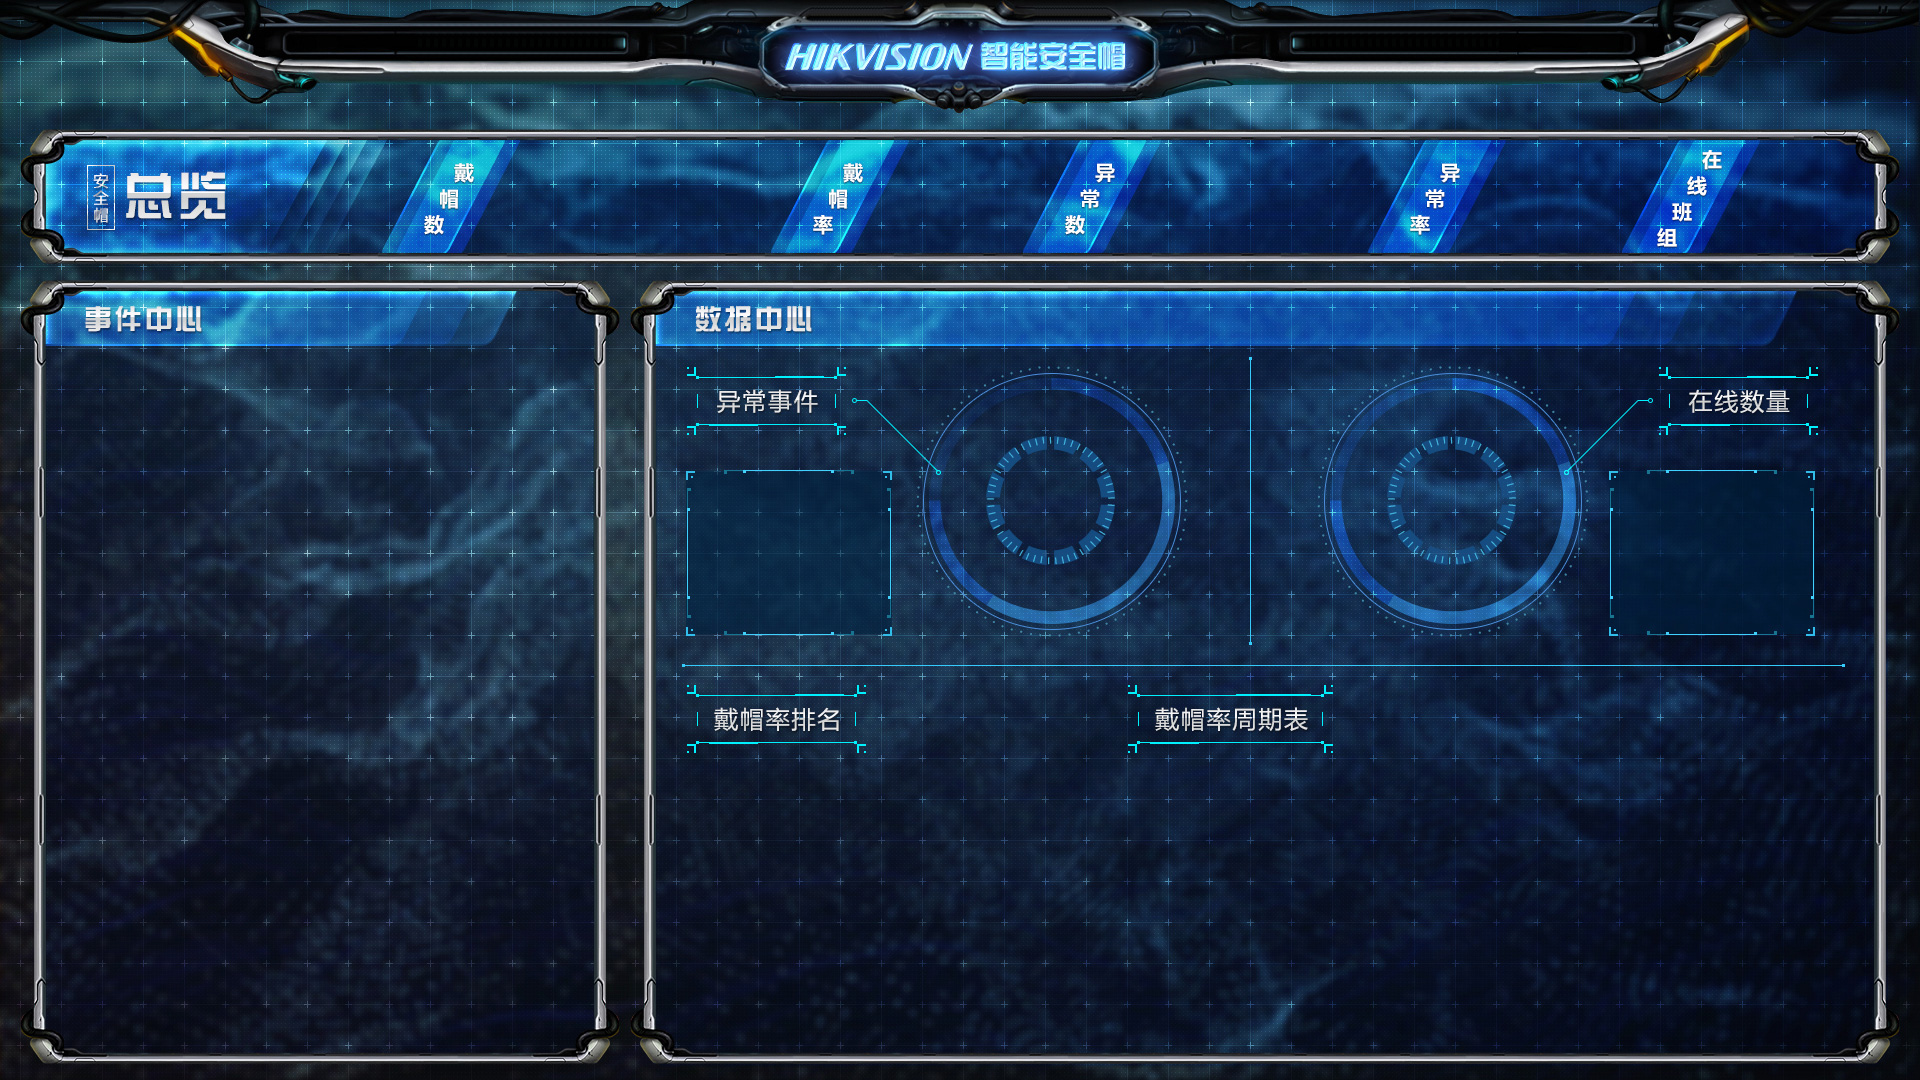 HIKVISION 智能安全帽
安全帽
总览
戴帽数
戴帽率
异常数
异常率
在线班组
事件中心
数据中心
异常事件
在线数量
戴帽率排名
戴帽率周期表